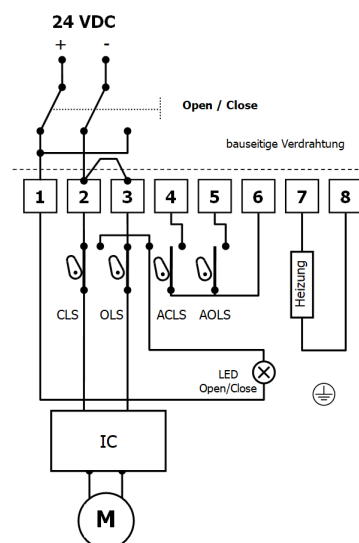 24 VDC
+ -
Open / Close
bauseitige Verdrahtung
1 2 3 4 5 6 7 8
Heizung
CLS OLS ACLS AOLS
LED
Open/Close
IC
M